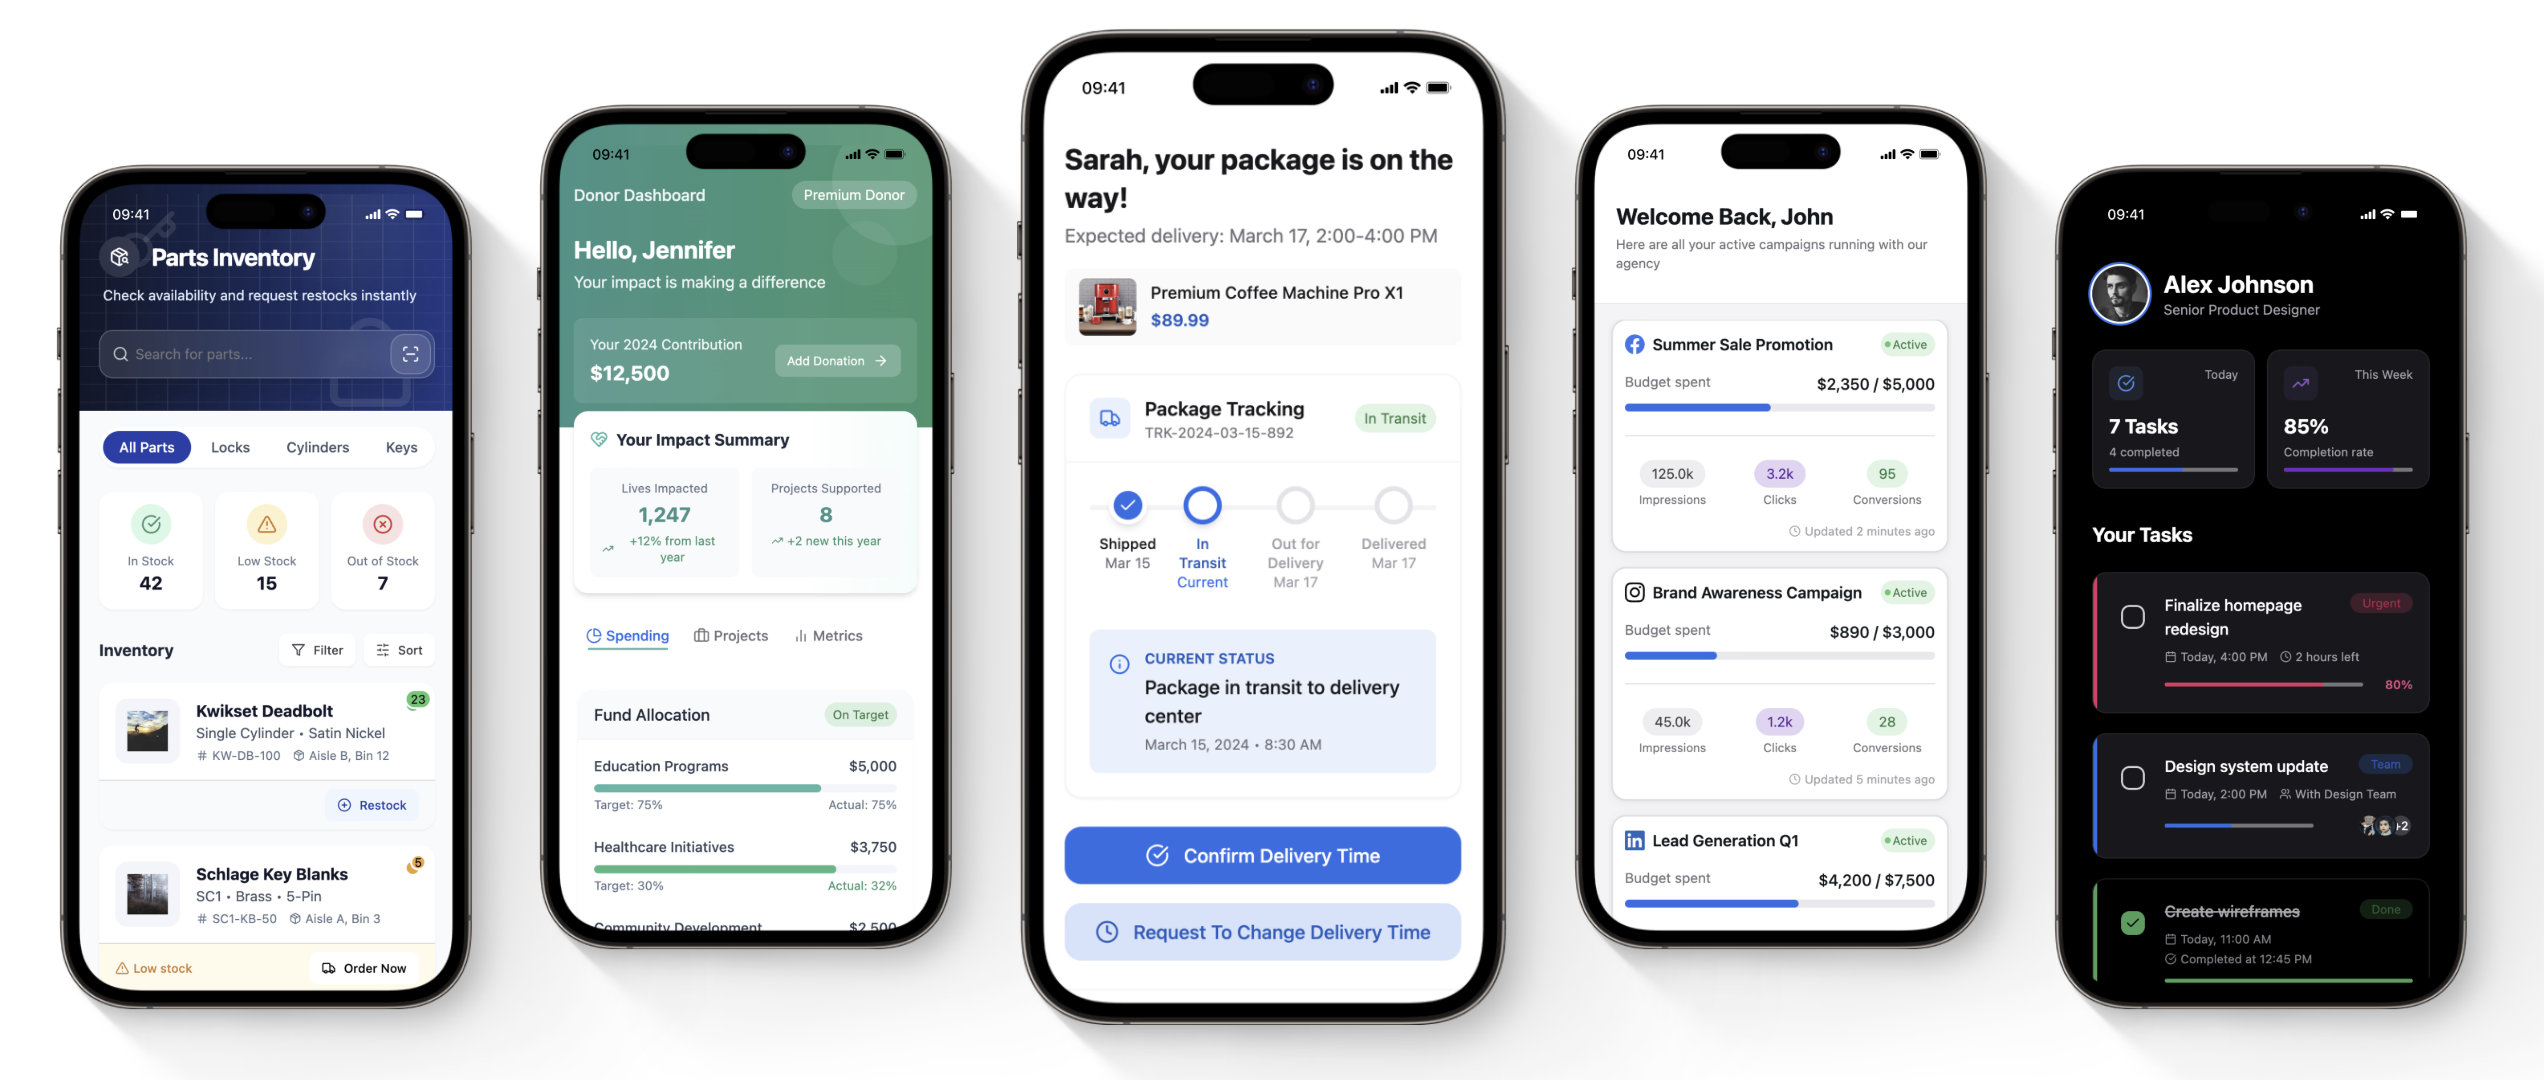 09:41
Parts Inventory
Check availability and request restocks instantly
Search for parts...
All Parts
Locks
Cylinders
Keys
In Stock
42
Low Stock
15
Out of Stock
7
Inventory
Filter
Sort
Kwikset Deadbolt
23
Single Cylinder • Satin Nickel
# KW-DB-100 Aisle B, Bin 12
Restock
Schlage Key Blanks
5
SC1 • Brass • 5-Pin
# SC1-KB-50 Aisle A, Bin 3
Low stock
Order Now
09:41
Donor Dashboard
Premium Donor
Hello, Jennifer
Your impact is making a difference
Your 2024 Contribution
$12,500
Add Donation
Your Impact Summary
Lives Impacted
1,247
+12% from last
year
Projects Supported
8
+2 new this year
Spending
Projects
Metrics
Fund Allocation
On Target
Education Programs
$5,000
Target: 75%
Actual: 75%
Healthcare Initiatives
$3,750
Target: 30%
Actual: 32%
Community Development
$2,500
09:41
Sarah, your package is on the
way!
Expected delivery: March 17, 2:00-4:00 PM
Premium Coffee Machine Pro X1
$89.99
Package Tracking
TRK-2024-03-15-892
In Transit
Shipped
Mar 15
In
Transit
Current
Out for
Delivery
Mar 17
Delivered
Mar 17
CURRENT STATUS
Package in transit to delivery
center
March 15, 2024 • 8:30 AM
Confirm Delivery Time
Request To Change Delivery Time
09:41
Welcome Back, John
Here are all your active campaigns running with our
agency
Summer Sale Promotion
Active
Budget spent
$2,350 / $5,000
125.0k
Impressions
3.2k
Clicks
95
Conversions
Updated 2 minutes ago
Brand Awareness Campaign
Active
Budget spent
$890 / $3,000
45.0k
Impressions
1.2k
Clicks
28
Conversions
Updated 5 minutes ago
in
Lead Generation Q1
Active
Budget spent
$4,200 / $7,500
09:41
Alex Johnson
Senior Product Designer
Today
7 Tasks
4 completed
This Week
85%
Completion rate
Your Tasks
Finalize homepage
redesign
Urgent
Today, 4:00 PM 2 hours left
80%
Design system update
Team
Today, 2:00 PM With Design Team
+2
Create wireframes
Done
Today, 11:00 AM
Completed at 12:45 PM